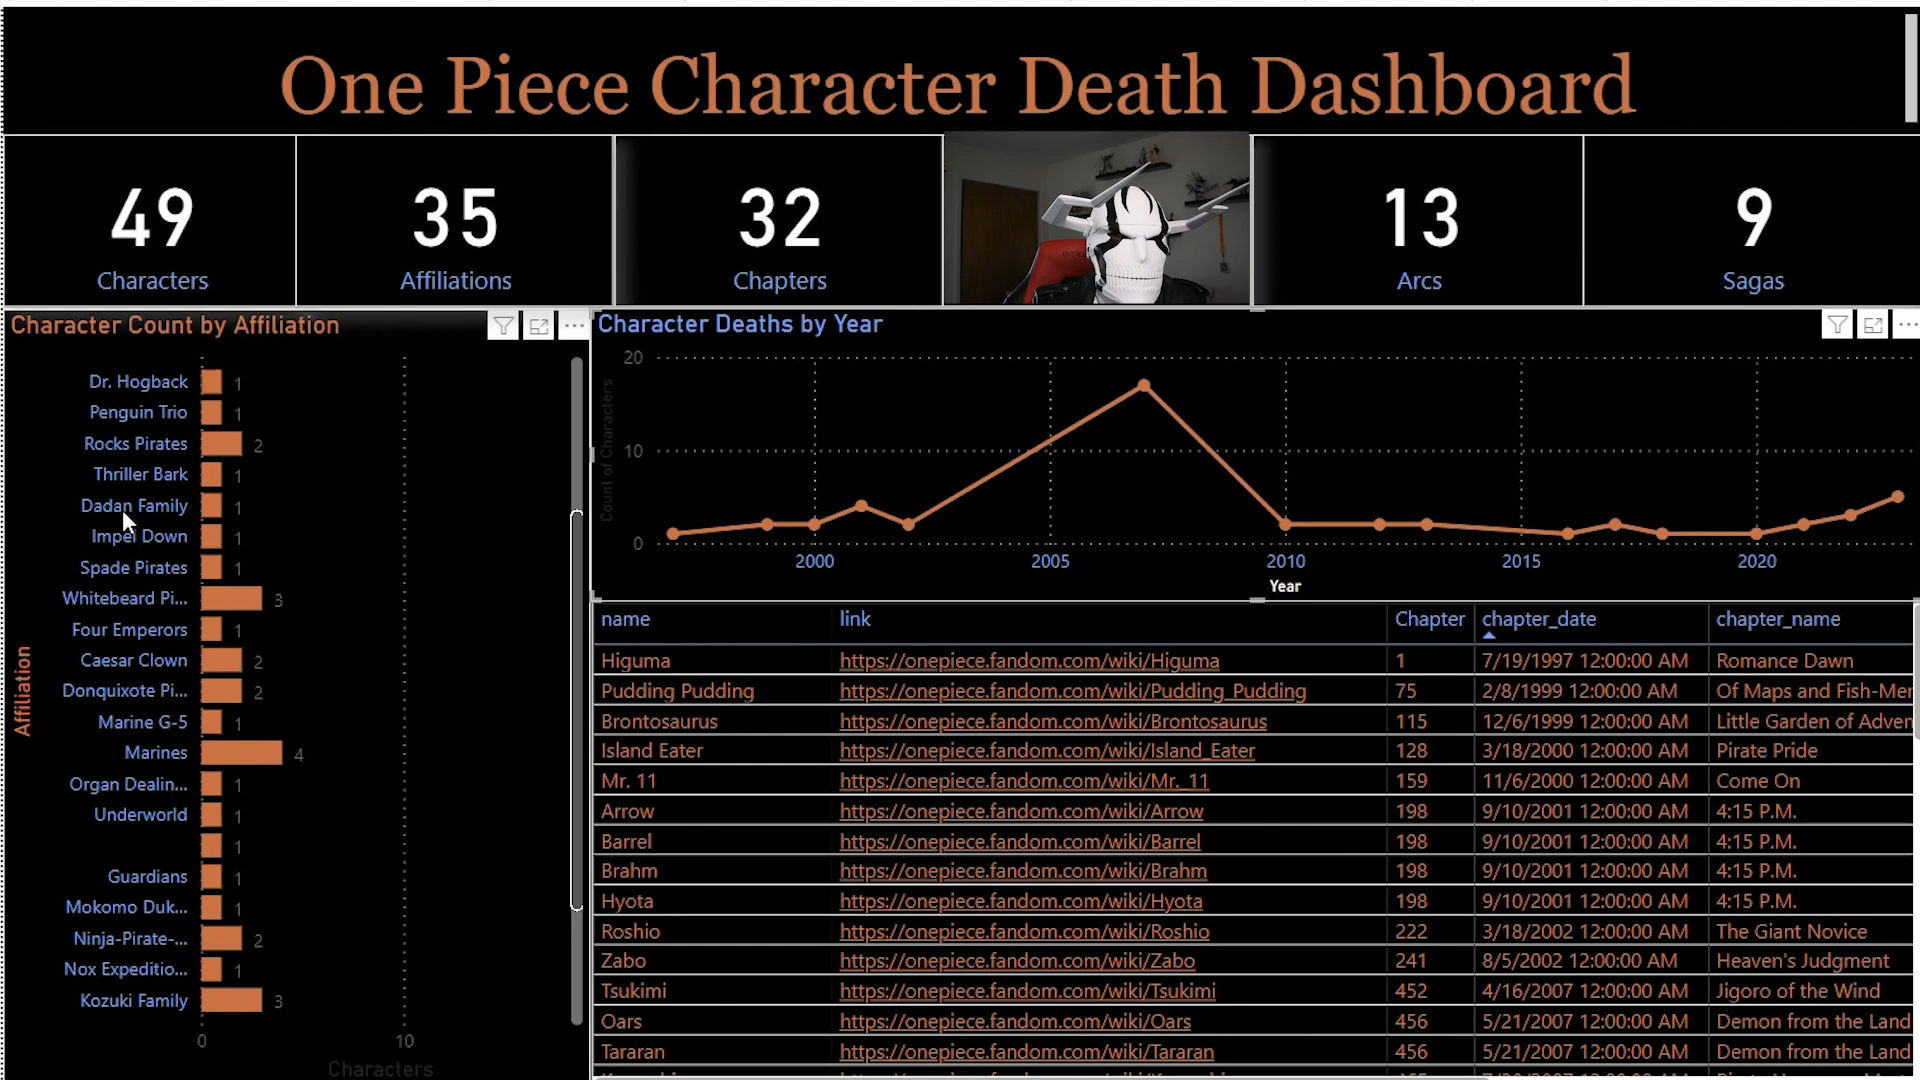 One Piece Character Death Dashboard
49
Characters
35
Affiliations
32
Chapters
13
Arcs
9
Sagas
Character Count by Affiliation
Affiliation
Dr. Hogback 1
Penguin Trio 1
Rocks Pirates 2
Thriller Bark 1
Dadan Family 1
Impel Down 1
Spade Pirates 1
Whitebeard Pi... 3
Four Emperors 1
Caesar Clown 2
Donquixote Pi... 2
Marine G-5 1
Marines 4
Organ Dealin... 1
Underworld 1
1
Guardians 1
Mokomo Duk... 1
Ninja-Pirate-... 2
Nox Expeditio... 1
Kozuki Family 3
0 10
Characters
Character Deaths by Year
Count of Characters
20
10
0
2000 2005 2010 2015 2020
Year
name link Chapter chapter_date chapter_name
Higuma https://onepiece.fandom.com/wiki/Higuma 1 7/19/1997 12:00:00 AM Romance Dawn
Pudding Pudding https://onepiece.fandom.com/wiki/Pudding_Pudding 75 2/8/1999 12:00:00 AM Of Maps and Fish-Mer
Brontosaurus https://onepiece.fandom.com/wiki/Brontosaurus 115 12/6/1999 12:00:00 AM Little Garden of Adven
Island Eater https://onepiece.fandom.com/wiki/Island_Eater 128 3/18/2000 12:00:00 AM Pirate Pride
Mr. 11 https://onepiece.fandom.com/wiki/Mr._11 159 11/6/2000 12:00:00 AM Come On
Arrow https://onepiece.fandom.com/wiki/Arrow 198 9/10/2001 12:00:00 AM 4:15 P.M.
Barrel https://onepiece.fandom.com/wiki/Barrel 198 9/10/2001 12:00:00 AM 4:15 P.M.
Brahm https://onepiece.fandom.com/wiki/Brahm 198 9/10/2001 12:00:00 AM 4:15 P.M.
Hyota https://onepiece.fandom.com/wiki/Hyota 198 9/10/2001 12:00:00 AM 4:15 P.M.
Roshio https://onepiece.fandom.com/wiki/Roshio 222 3/18/2002 12:00:00 AM The Giant Novice
Zabo https://onepiece.fandom.com/wiki/Zabo 241 8/5/2002 12:00:00 AM Heaven's Judgment
Tsukimi https://onepiece.fandom.com/wiki/Tsukimi 452 4/16/2007 12:00:00 AM Jigoro of the Wind
Oars https://onepiece.fandom.com/wiki/Oars 456 5/21/2007 12:00:00 AM Demon from the Land
Tararan https://onepiece.fandom.com/wiki/Tararan 456 5/21/2007 12:00:00 AM Demon from the Land